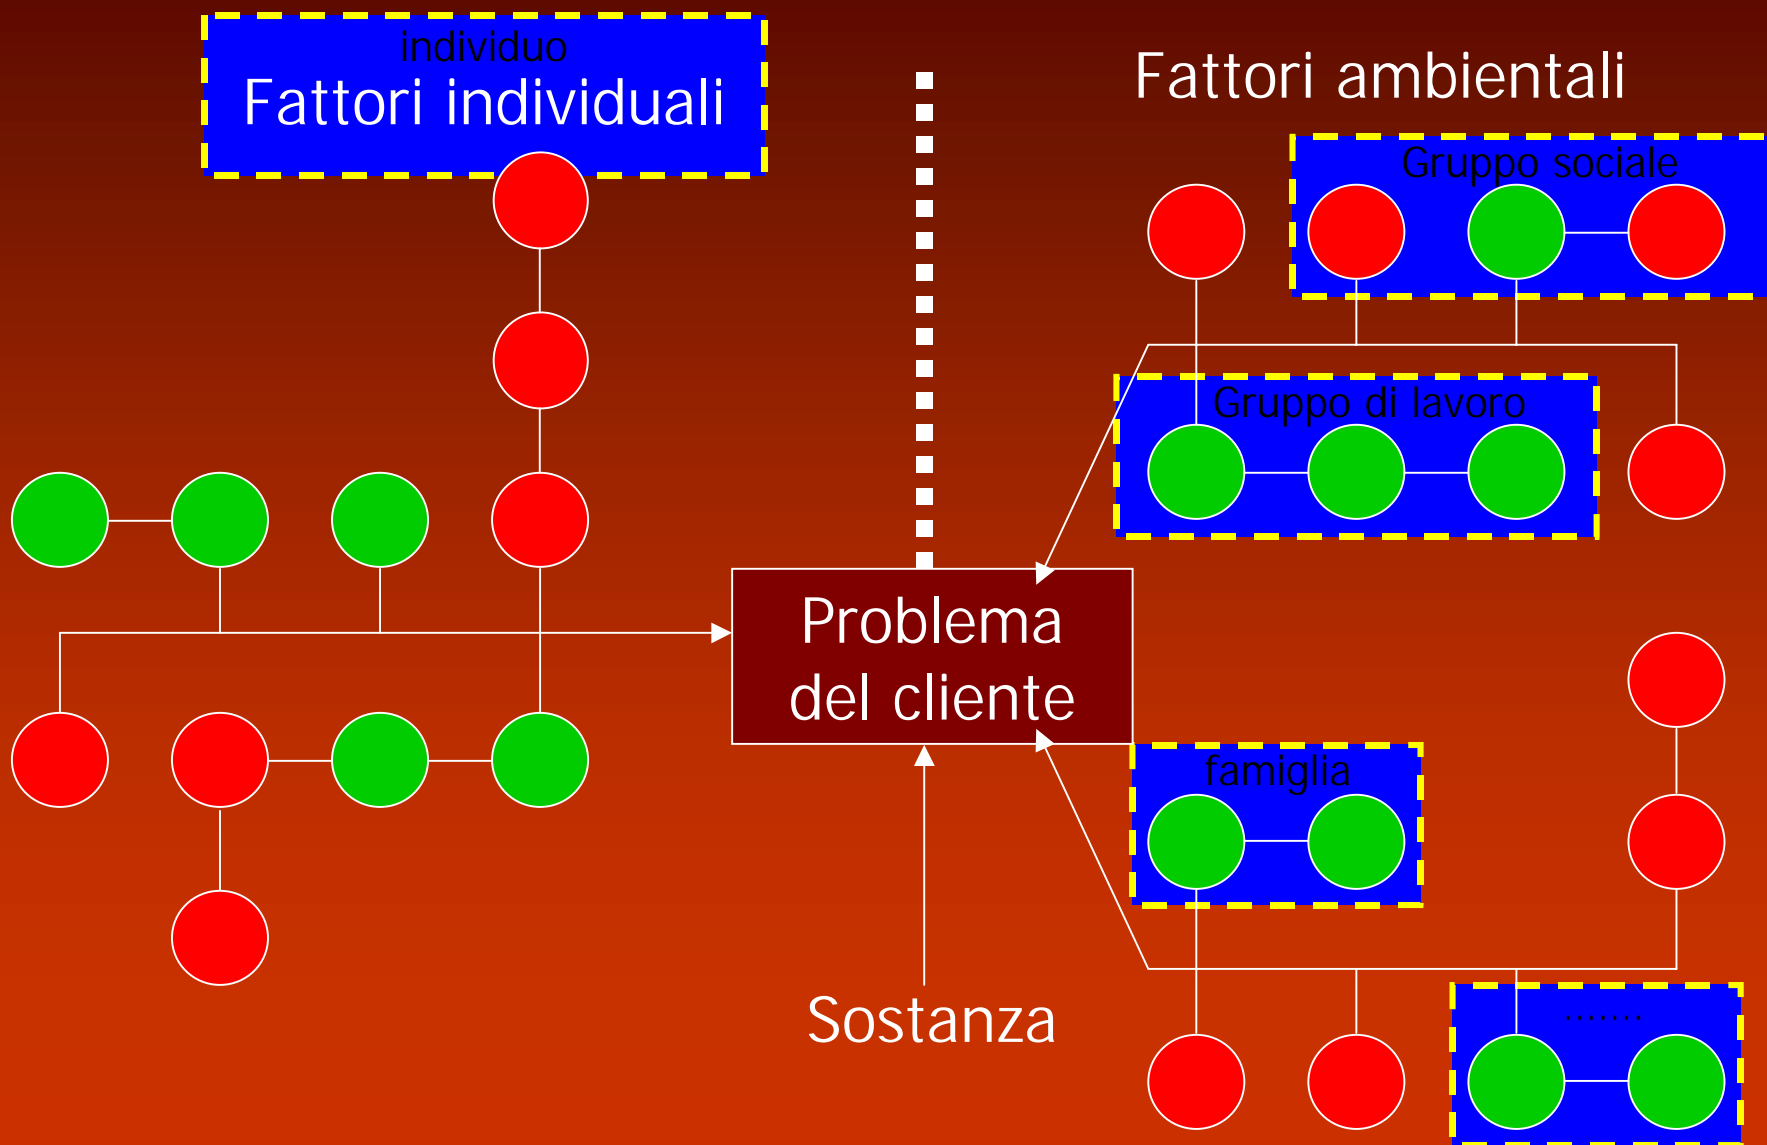 individuo
Fattori individuali
Fattori ambientali
Gruppo sociale
Gruppo di lavoro
Problema
del cliente
famiglia
Sostanza
.......